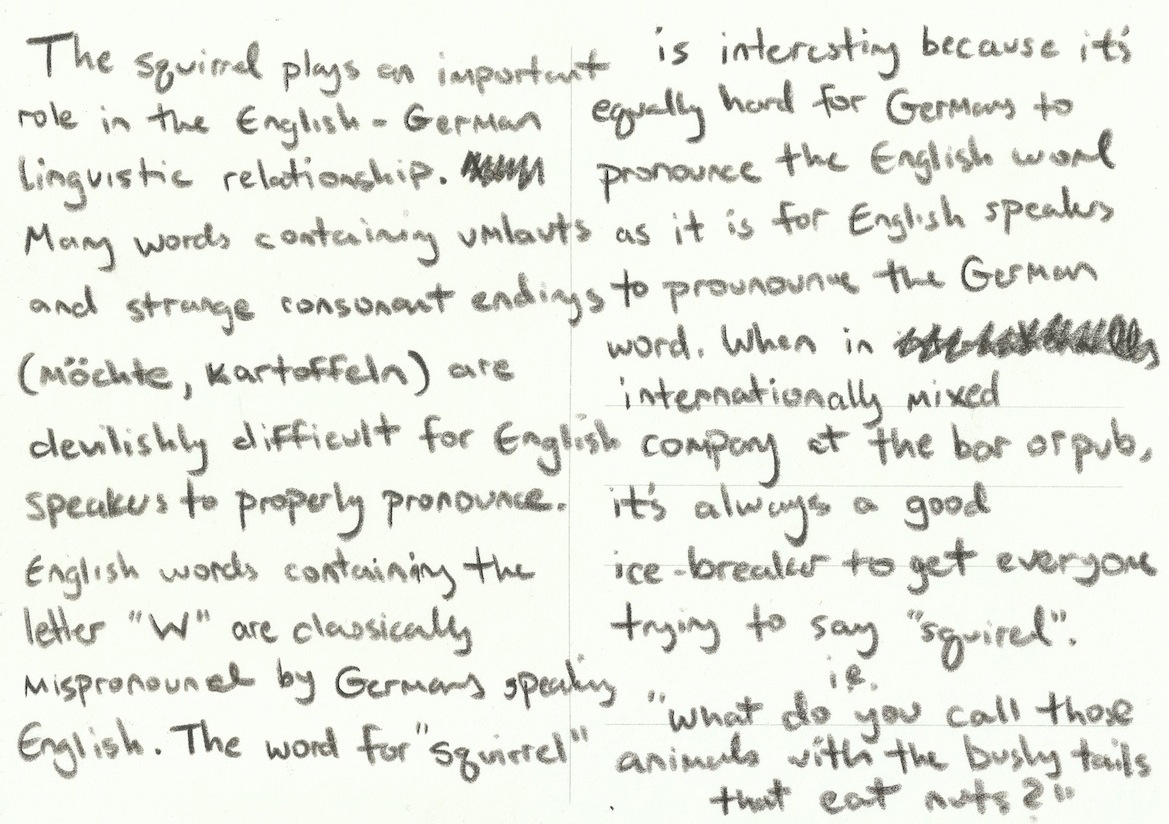 The squirrel plays an important
role in the English - German
linguistic relationship.
Many words containing umlauts
and strange consonant endings
(möchte, Kartoffeln) are
devilishly difficult for English
speakers to properly pronounce.
English words containing the
letter "W" are classically
mispronounced by Germans speaking
English. The word for "squirrel"
is interesting because it's
equally hard for Germans to
pronounce the English word
as it is for English speakers
to prounounce the German
word. When in
internationally mixed
company at the bar or pub,
it's always a good
ice-breaker to get everyone
trying to say "squirel".
i.e.
"what do you call those
animals with the bushy tails
that eat nuts?"